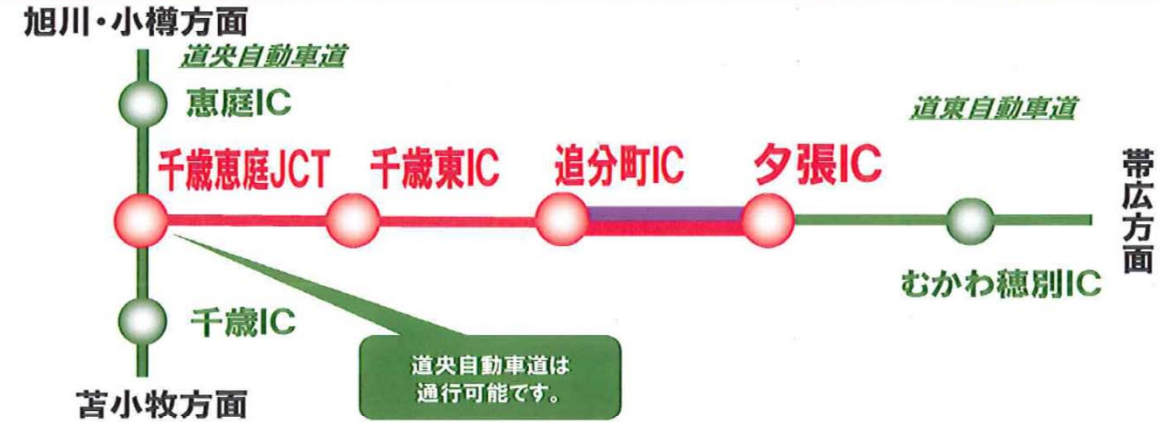 旭川・小樽方面
道央自動車道
恵庭IC
道東自動車道
千歳恵庭JCT
千歳東IC
追分町IC
夕張IC
帯広方面
むかわ穂別IC
千歳IC
道央自動車道は
通行可能です。
苫小牧方面